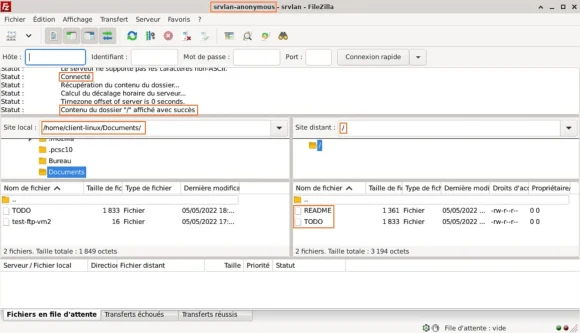 srvlan-anonymous - srvlan - FileZilla
Fichier Édition Affichage Transfert Serveur Favoris ?
Hôte : Identifiant : Mot de passe : Port : Connexion rapide
Statut : Le serveur ne supporte pas les caractères non-ASCII.
Statut : Connecté
Statut : Récupération du contenu du dossier...
Statut : Calcul du décalage horaire du serveur...
Statut : Timezone offset of server is 0 seconds.
Statut : Contenu du dossier "/" affiché avec succès
Site local : /home/client-linux/Documents/
Site distant : /
.mozilla
.pcsc10
Bureau
Documents
/
Nom de fichier Taille de fic Type de fichier Dernière modifica
..
TODO 1 833 Fichier 05/05/2022 18:...
test-ftp-vm2 16 Fichier 05/05/2022 17:...
2 fichiers. Taille totale : 1 849 octets
Nom de fichier Taille de fi Type de fichier Dernière modi Droits d'acc Propriétaire/
..
README 1 361 Fichier 05/05/2022 ... -rw-r--r-- 0 0
TODO 1 833 Fichier 05/05/2022 ... -rw-r--r-- 0 0
2 fichiers. Taille totale : 3 194 octets
Serveur / Fichier local Direction Fichier distant Taille Priorité Statut
Fichiers en file d'attente Transferts échoués Transferts réussis
File d'attente : vide